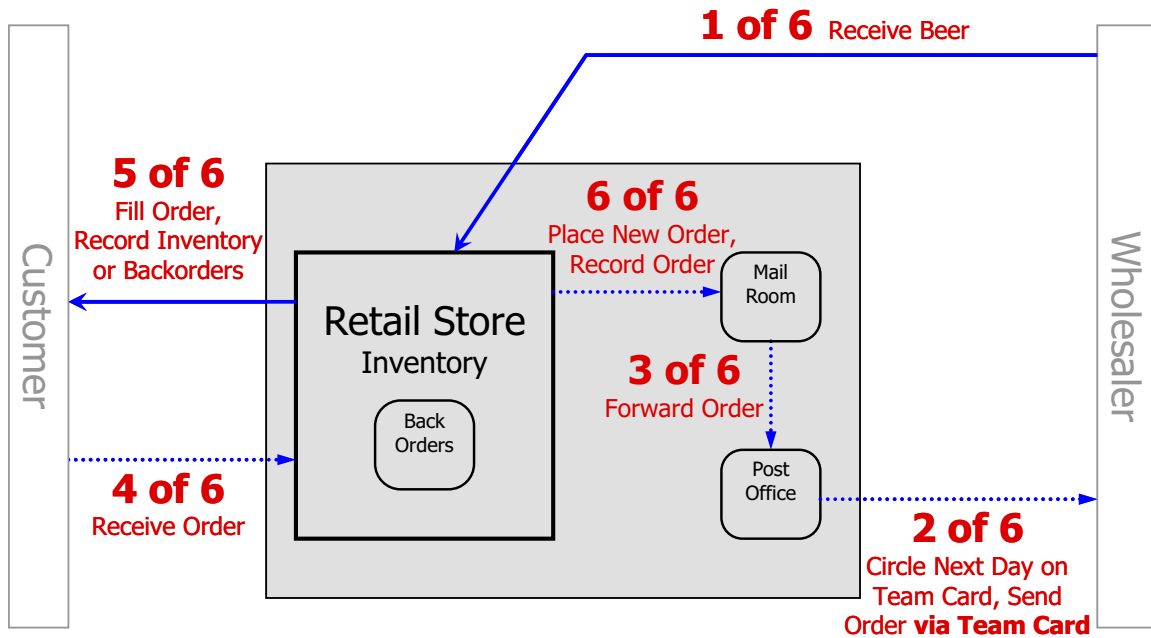 1 of 6 Receive Beer
5 of 6
Fill Order,
Record Inventory
or Backorders
6 of 6
Place New Order,
Record Order
Mail
Room
Customer
Wholesaler
Retail Store
Inventory
3 of 6
Forward Order
Back
Orders
4 of 6
Receive Order
Post
Office
2 of 6
Circle Next Day on
Team Card, Send
Order via Team Card